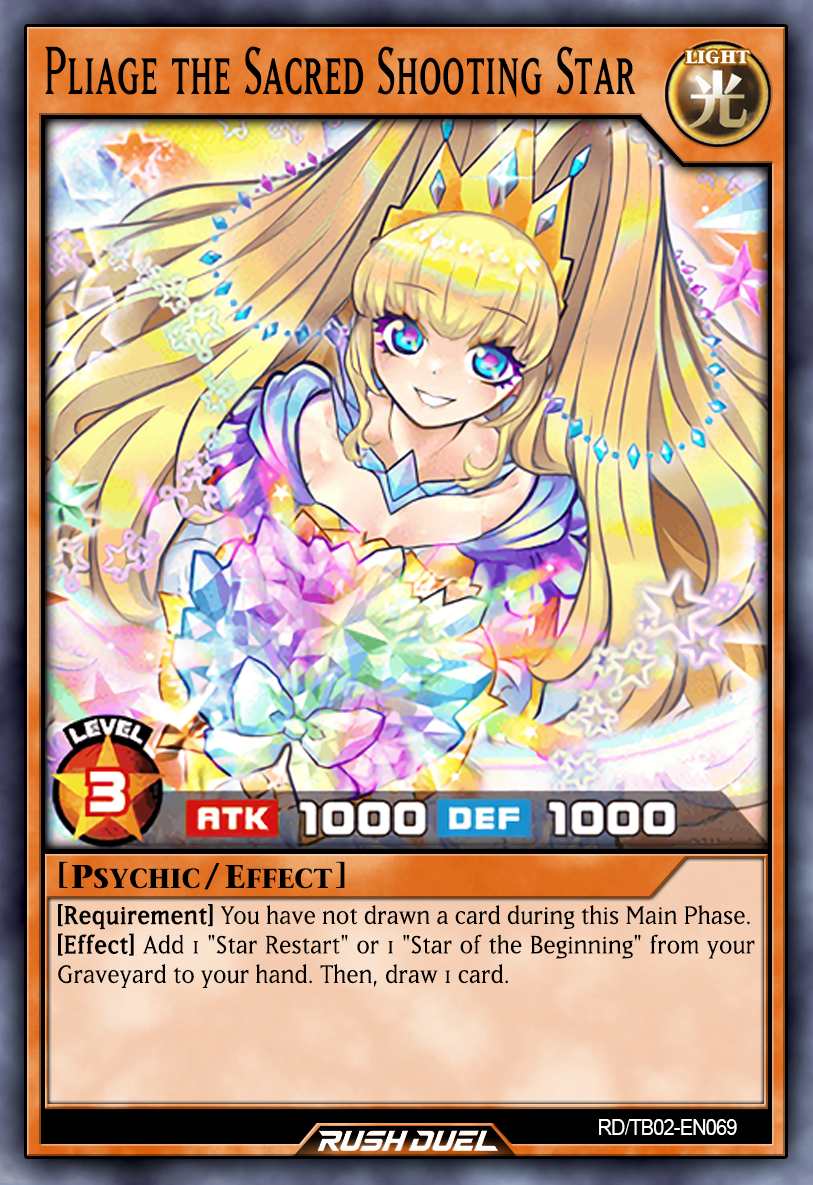 Pliage the Sacred Shooting Star
LIGHT
光
LEVEL
3
ATK 1000 DEF 1000
[Psychic/Effect]
[Requirement] You have not drawn a card during this Main Phase.
[Effect] Add 1 "Star Restart" or 1 "Star of the Beginning" from your
Graveyard to your hand. Then, draw 1 card.
RD/TB02-EN069
RUSH DUEL